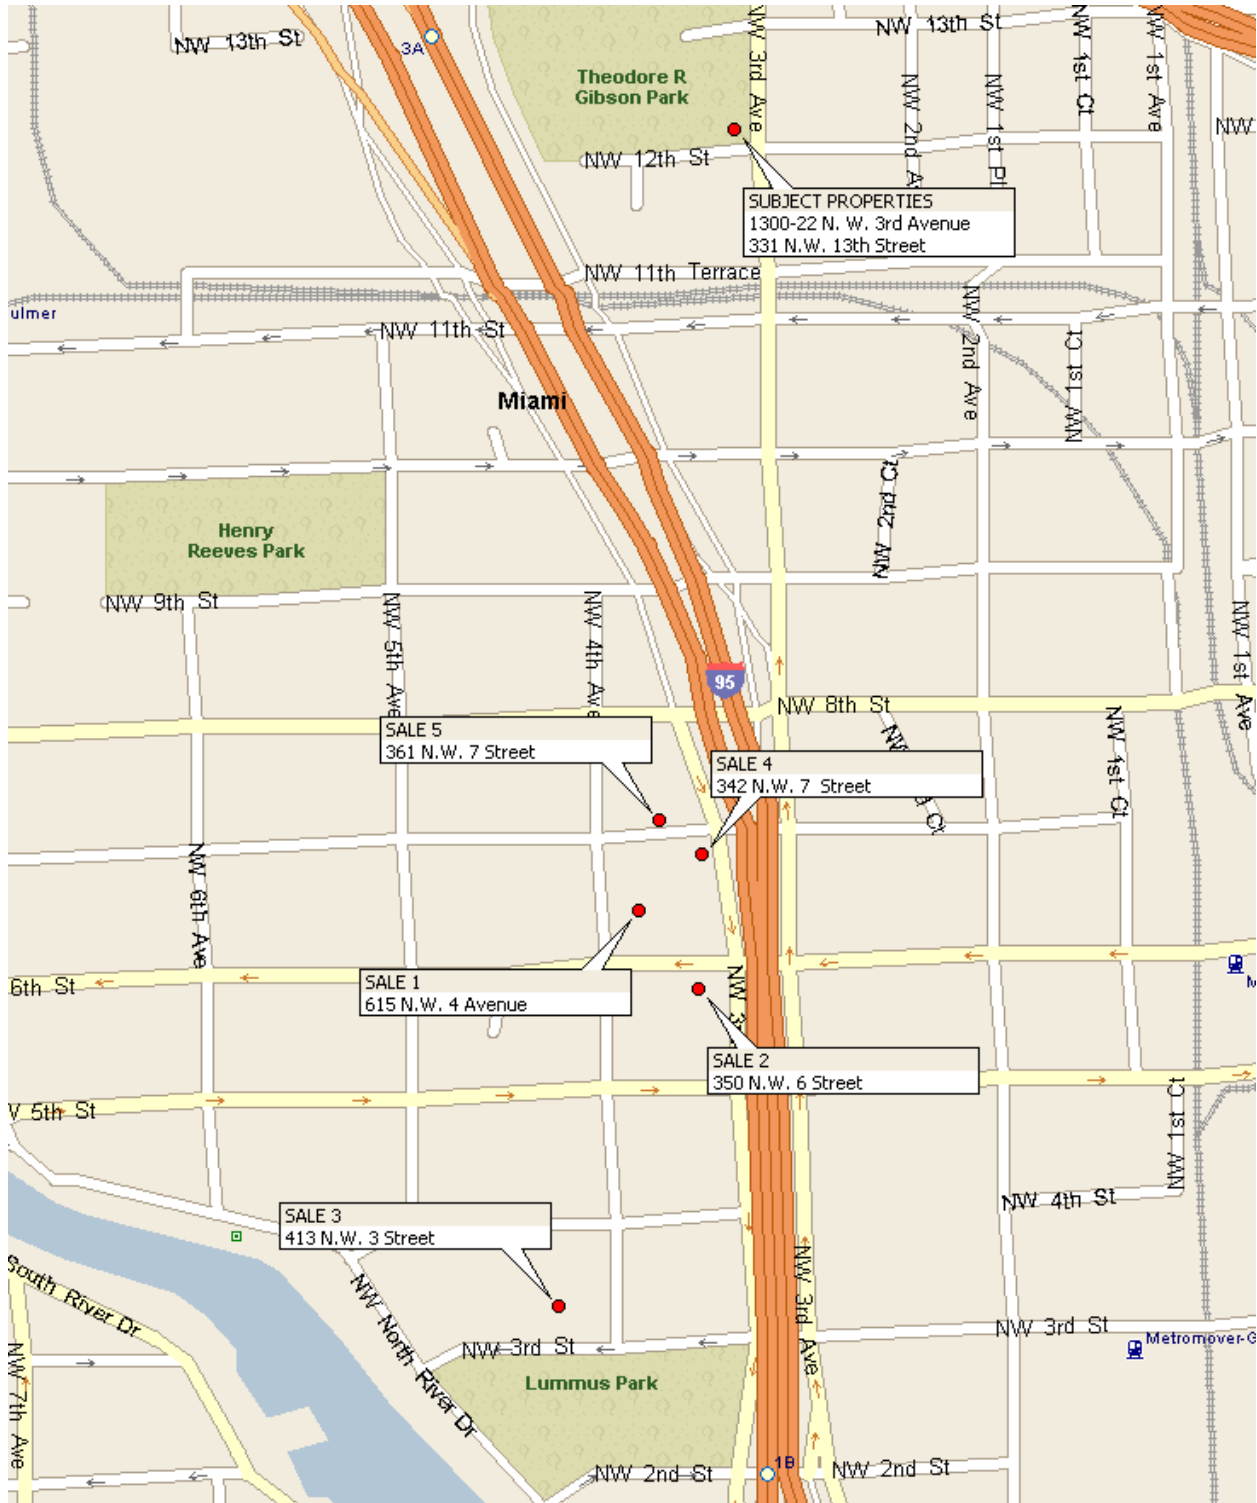 NW 13th St
3A
Theodore R
Gibson Park
NW 3rd Ave
NW 13th St
NW 1st Ct
NW 1st Ave
NW 2nd A
NW 1st Pl
NW
NW 12th St
SUBJECT PROPERTIES
1300-22 N. W. 3rd Avenue
331 N.W. 13th Street
NW 11th Terrace
ulmer
NW 11th St
NW 2nd Ave
NW 1st Ct
Miami
NW 2nd Ct
Henry
Reeves Park
NW 9th St
NW 5th Ave
NW 4th Ave
NW 1st Ave
95
NW 8th St
NW 1st Ct
SALE 5
361 N.W. 7 Street
SALE 4
342 N.W. 7 Street
NW 6th Ave
6th St
SALE 1
615 N.W. 4 Avenue
NW 3
M
SALE 2
350 N.W. 6 Street
5th St
NW 1st Ct
NW 4th St
SALE 3
413 N.W. 3 Street
South River Dr
NW North River Dr
NW 3rd Ave
NW 3rd St
NW 3rd St
Metromover-G
NW 7th Ave
Lummus Park
1B
NW 2nd St
NW 2nd St